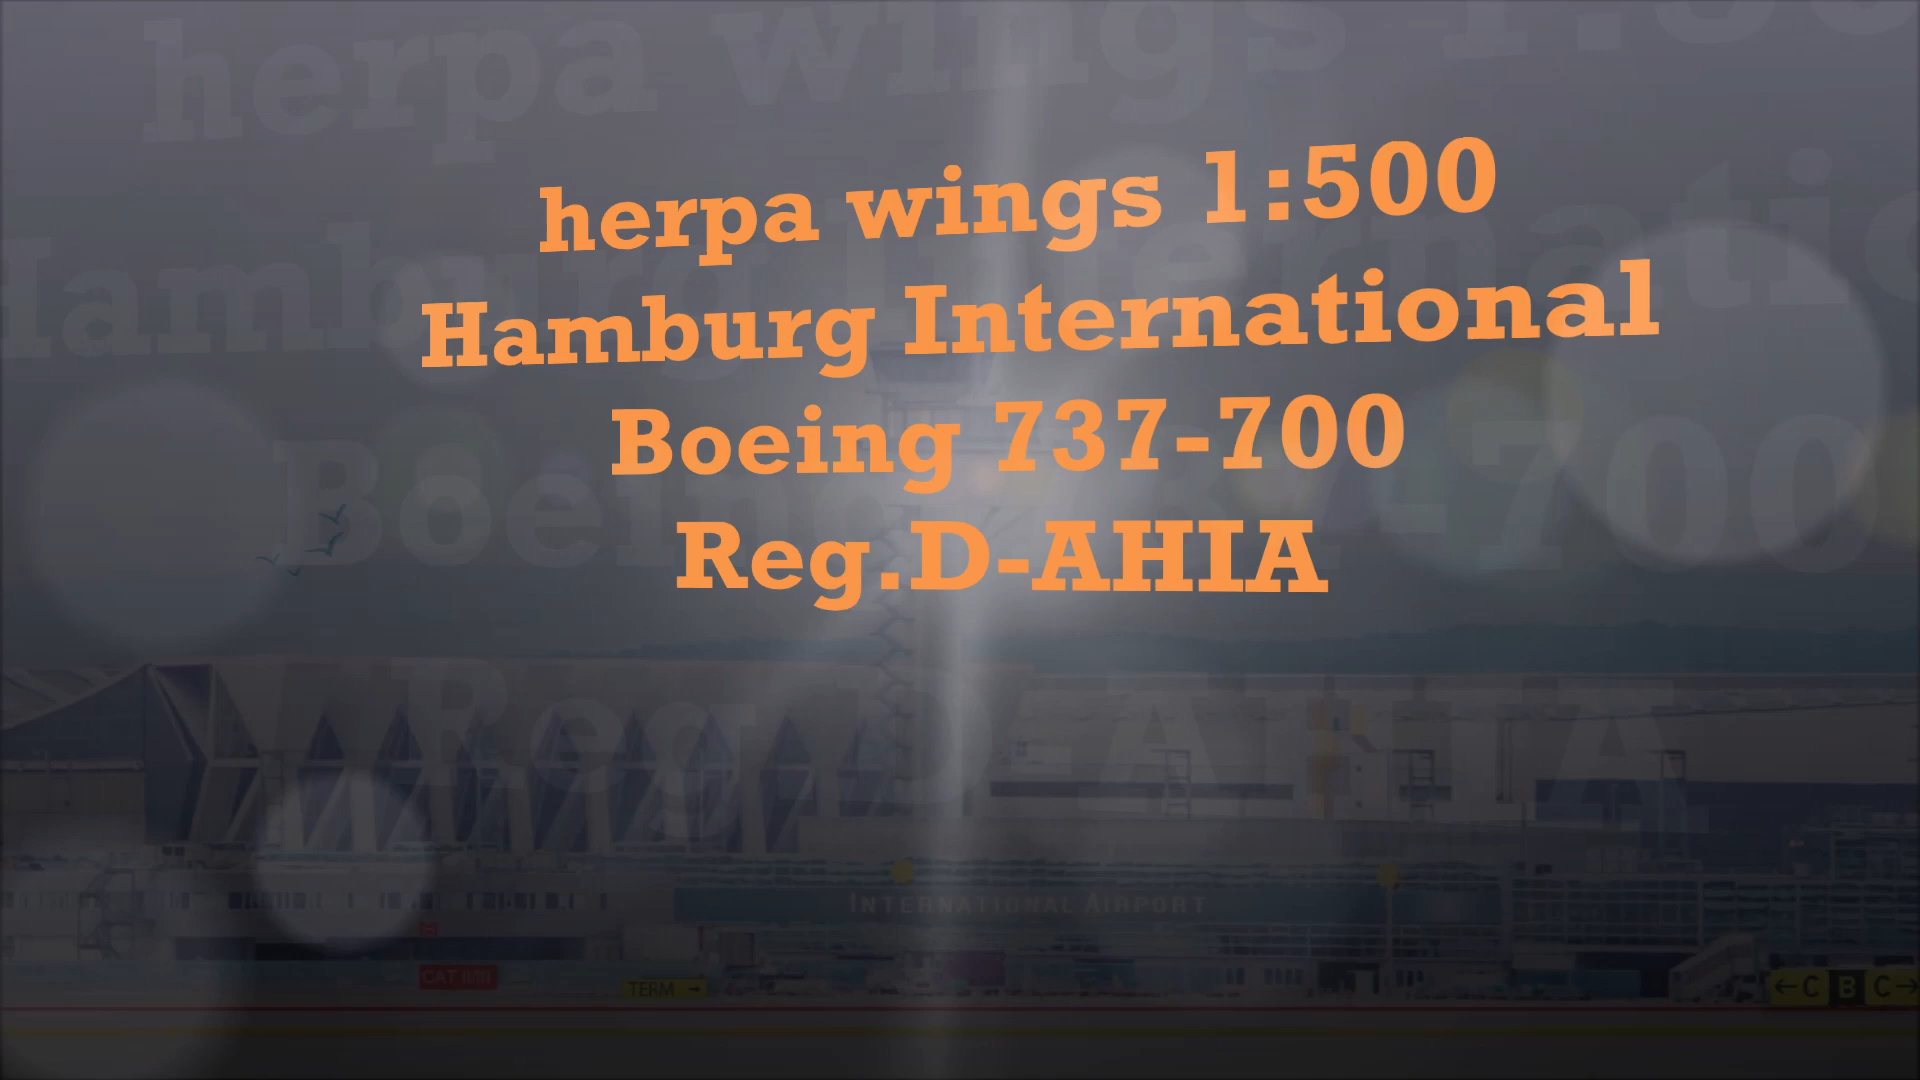 herpa wings 1:500
Hamburg International
Boeing 737-700
Reg.D-AHIA
INTERNATIONAL AIRPORT
TERM →
←C B C→